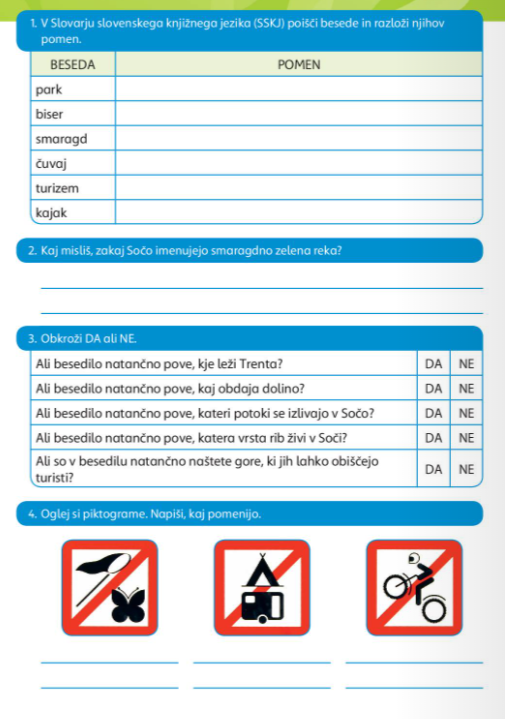 1. V Slovarju slovenskega knjižnega jezika (SSKJ) poišči besede in razloži njihov
pomen.
BESEDA POMEN
park
biser
smaragd
čuvaj
turizem
kajak
2. Kaj misliš, zakaj Sočo imenujejo smaragdno zelena reka?
3. Obkroži DA ali NE.
Ali besedilo natančno pove, kje leži Trenta? DA NE
Ali besedilo natančno pove, kaj obdaja dolino? DA NE
Ali besedilo natančno pove, kateri potoki se izlivajo v Sočo? DA NE
Ali besedilo natančno pove, katera vrsta rib živi v Soči? DA NE
Ali so v besedilu natančno naštete gore, ki jih lahko obiščejo
turisti? DA NE
4. Oglej si piktograme. Napiši, kaj pomenijo.